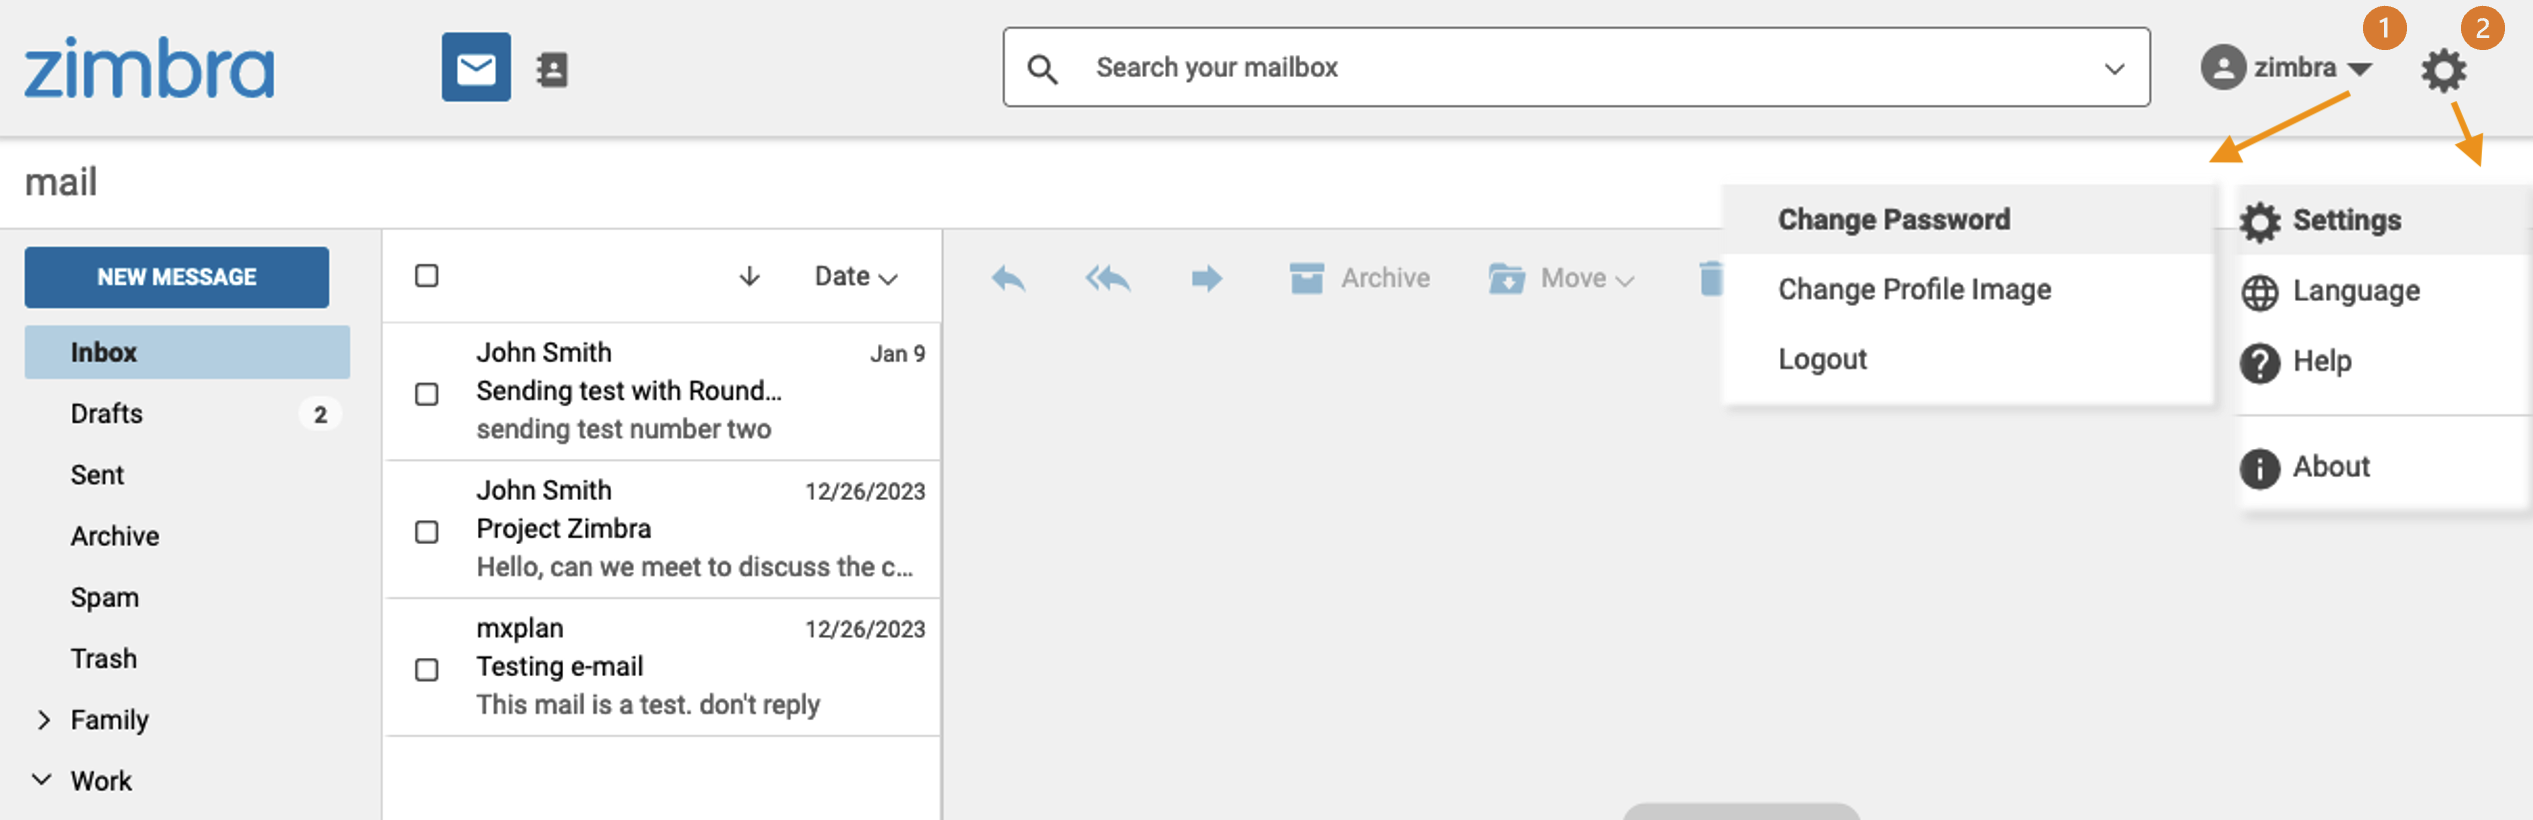 zimbra
Search your mailbox
zimbra
1
2
mail
Change Password
Change Profile Image
Logout
Settings
Language
Help
About
NEW MESSAGE
Inbox
Drafts 2
Sent
Archive
Spam
Trash
Family
Work
Date
Archive
Move
John Smith Jan 9
Sending test with Round...
sending test number two
John Smith 12/26/2023
Project Zimbra
Hello, can we meet to discuss the c...
mxplan 12/26/2023
Testing e-mail
This mail is a test. don't reply